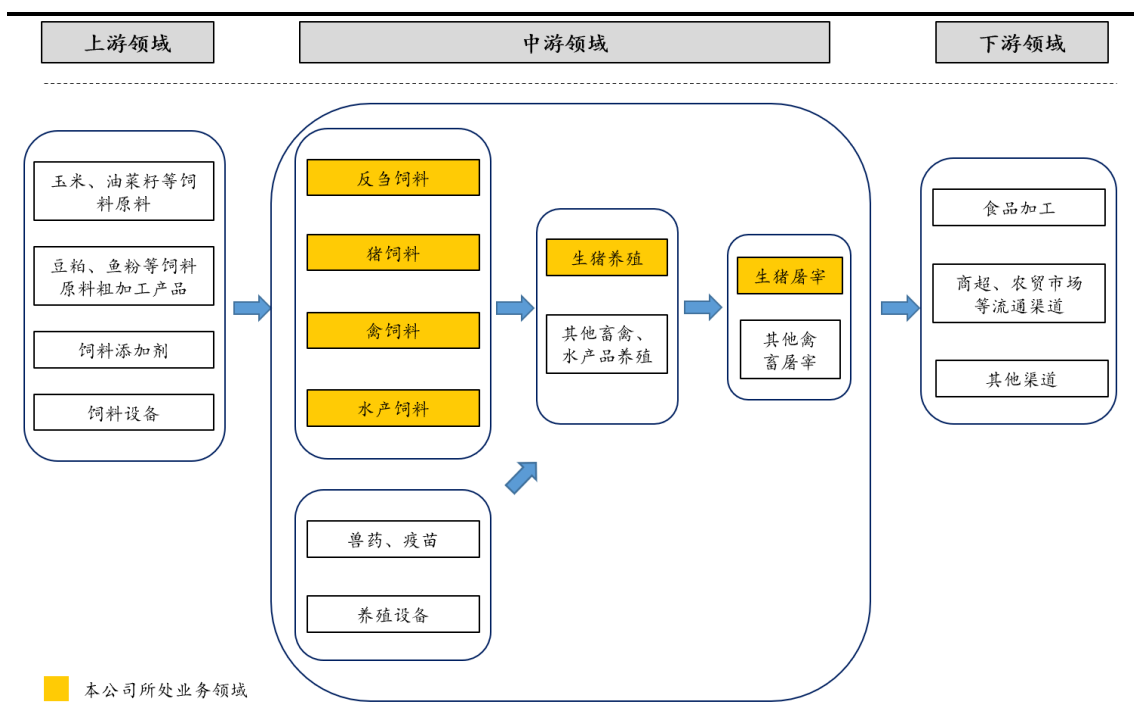 上游领域
中游领域
下游领域
玉米、油菜籽等饲
料原料
豆粕、鱼粉等饲料
原料粗加工产品
饲料添加剂
饲料设备
反刍饲料
猪饲料
禽饲料
水产饲料
兽药、疫苗
养殖设备
生猪养殖
其他畜禽、
水产品养殖
生猪屠宰
其他禽
畜屠宰
食品加工
商超、农贸市场
等流通渠道
其他渠道
本公司所处业务领域